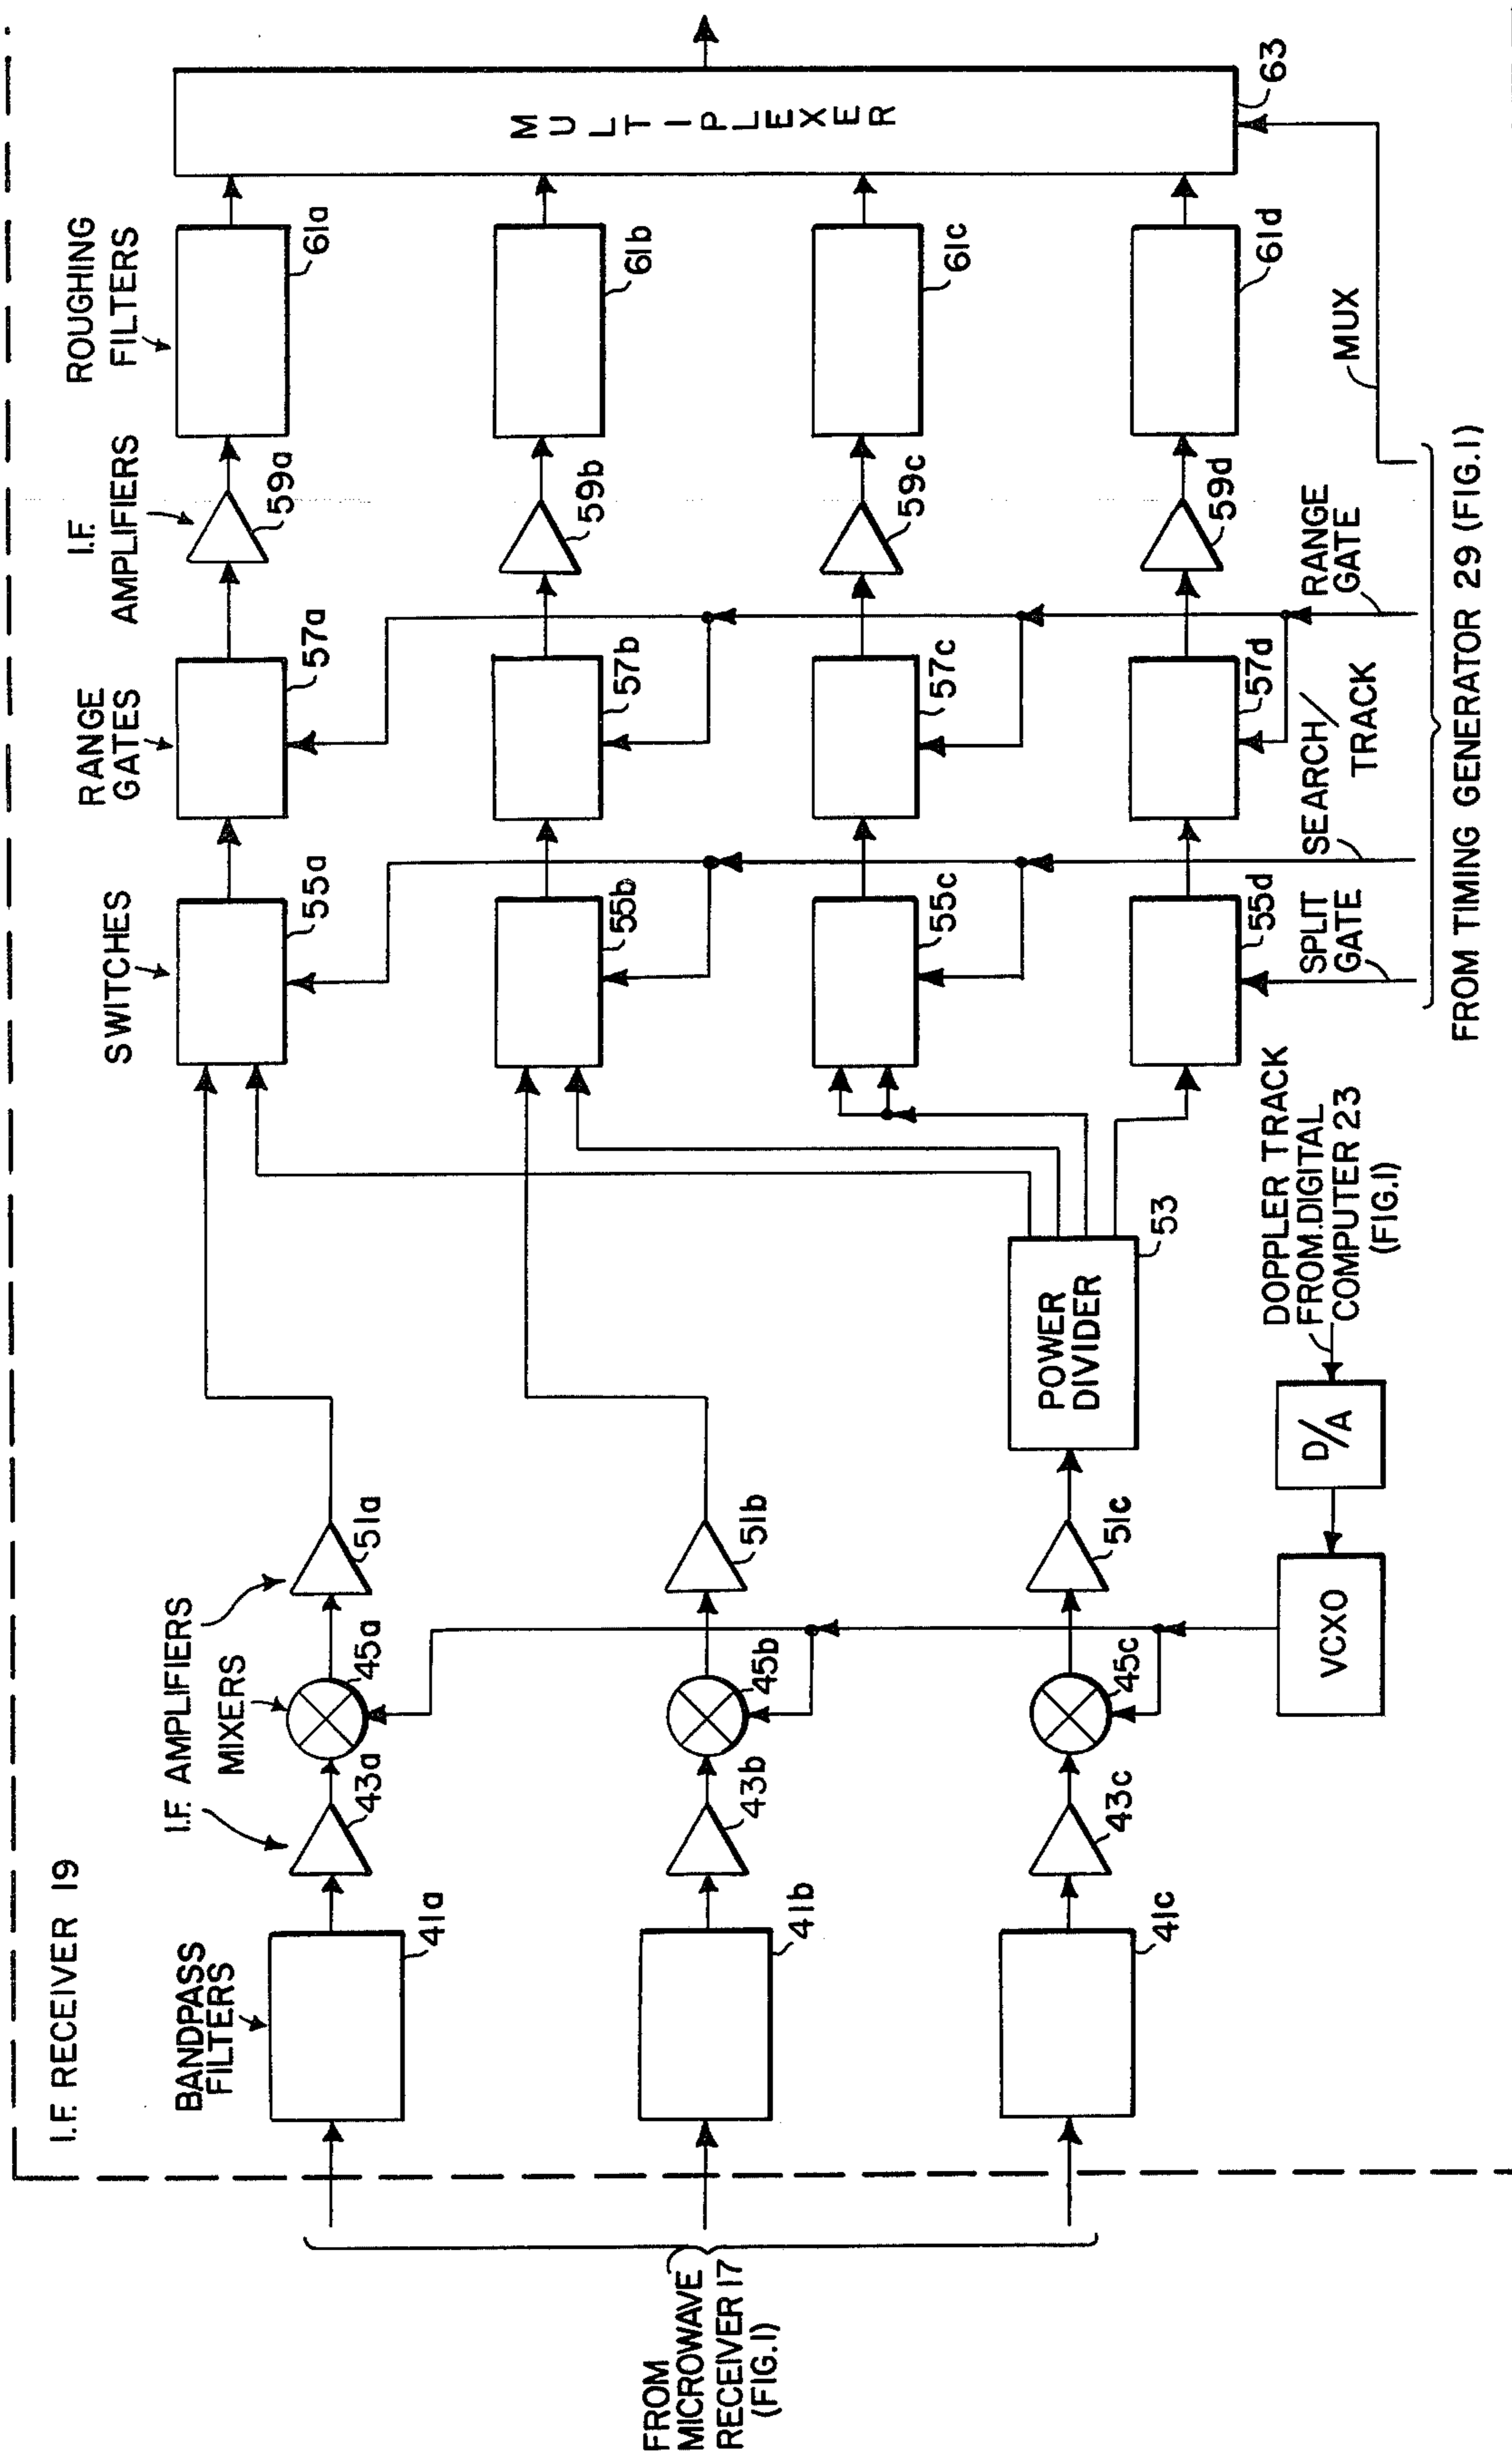 I.F. RECEIVER 19
BANDPASS
FILTERS
I.F. AMPLIFIERS
MIXERS
SWITCHES
RANGE
GATES
I.F.
AMPLIFIERS
ROUGHING
FILTERS
41a
43a
45a
51a
55a
57a
59a
61a
FROM
MICROWAVE
RECEIVER 17
(FIG.1)
41b
43b
45b
51b
55b
57b
59b
61b
MULTIPLEXER
63
41c
43c
45c
51c
POWER
DIVIDER
53
55c
57c
59c
61c
55d
57d
59d
61d
VCXO
D/A
DOPPLER TRACK
FROM.DIGITAL
COMPUTER 23
(FIG.1)
SPLIT
GATE
SEARCH/
TRACK
RANGE
GATE
MUX
FROM TIMING GENERATOR 29 (FIG.1)